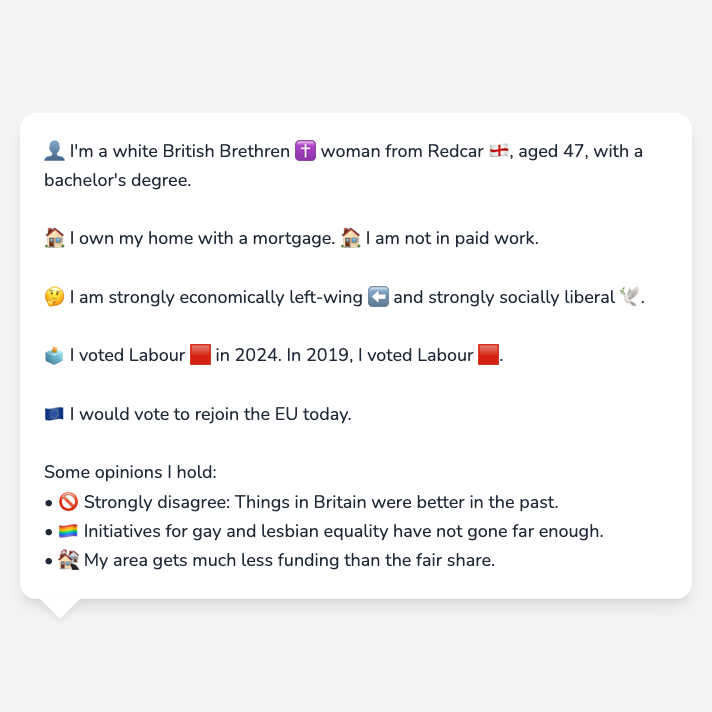 👤 I'm a white British Brethren ✝️ woman from Redcar 🏴󠁧󠁢󠁥󠁮󠁧󠁿, aged 47, with a
bachelor's degree.
🏠 I own my home with a mortgage. 🏠 I am not in paid work.
🤔 I am strongly economically left-wing ⬅️ and strongly socially liberal 🕊️.
🗳️ I voted Labour 🟥 in 2024. In 2019, I voted Labour 🟥.
🇪🇺 I would vote to rejoin the EU today.
Some opinions I hold:
• 🚫 Strongly disagree: Things in Britain were better in the past.
• 🏳️‍🌈 Initiatives for gay and lesbian equality have not gone far enough.
• 🏚️ My area gets much less funding than the fair share.